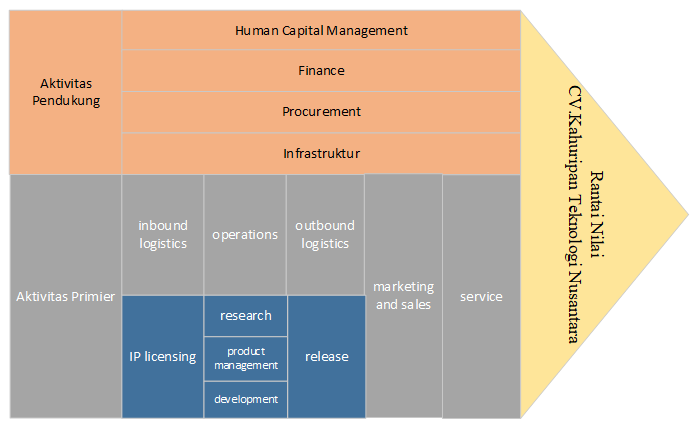 Human Capital Management
Aktivitas
Pendukung
Finance
Procurement
Infrastruktur
Rantai Nilai
CV.Kahuripan Teknologi Nusantara
Aktivitas Primier
inbound
logistics
operations
outbound
logistics
marketing
and sales
service
IP licensing
research
product
management
development
release